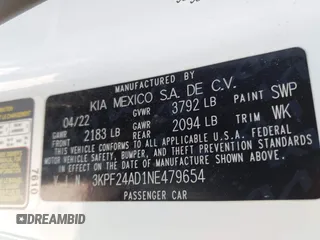 MANUFACTURED BY
KIA MEXICO S.A. DE C.V.
04/22 GVWR 3792 LB PAINT SWP
GAWR 2183 LB GAWR 2094 LB TRIM WK
FRT REAR
THIS VEHICLE CONFORMS TO ALL APPLICABLE U.S. FEDERAL MOTOR VEHICLE SAFETY, BUMPER, AND THEFT PREVENTION STANDARDS IN EFFECT ON THE DATE OF MANUFACTURE SHOWN ABOVE.
V.I.N. 3KPF24AD1NE479654
PASSENGER CAR
7610
DREAMBID